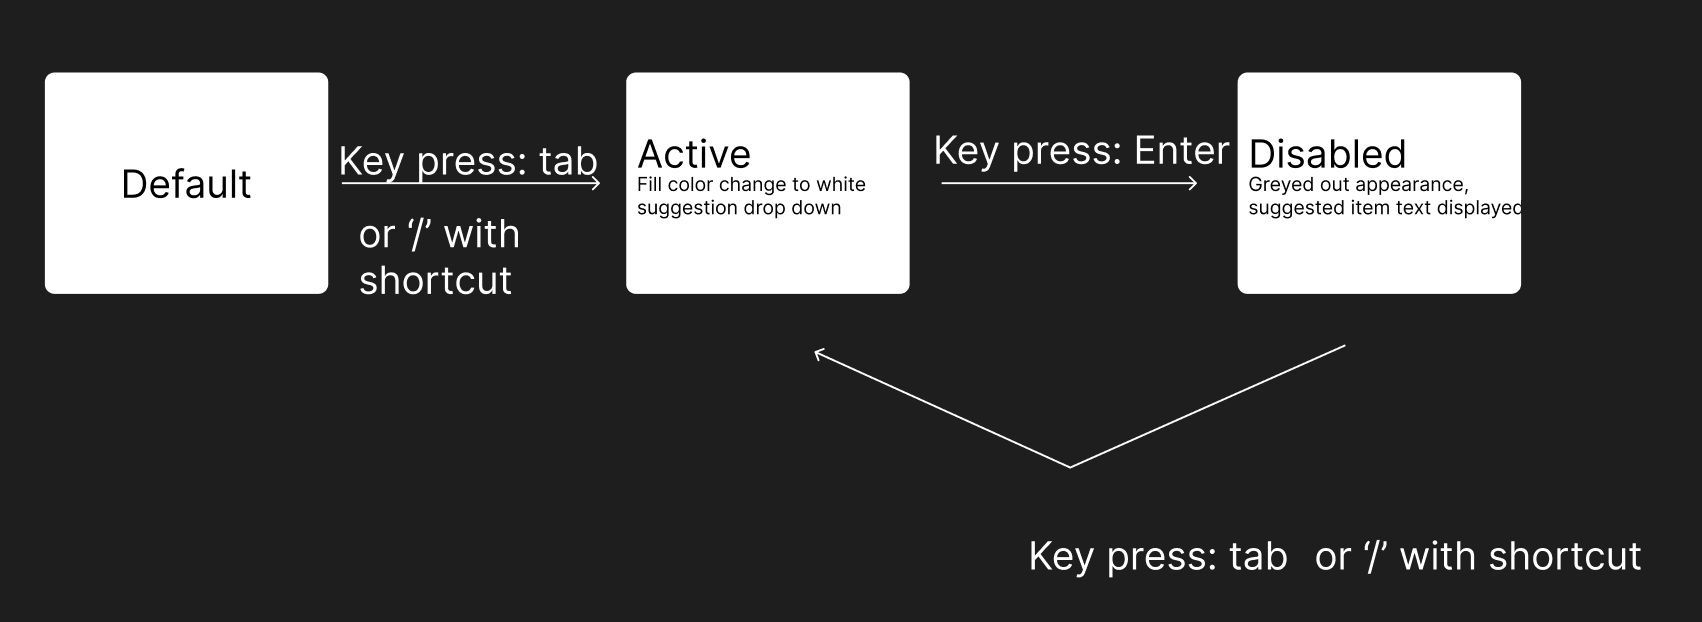 Default
Key press: tab
or ‘/’ with
shortcut
Active
Fill color change to white
suggestion drop down
Key press: Enter
Disabled
Greyed out appearance,
suggested item text displayed
Key press: tab or ‘/’ with shortcut